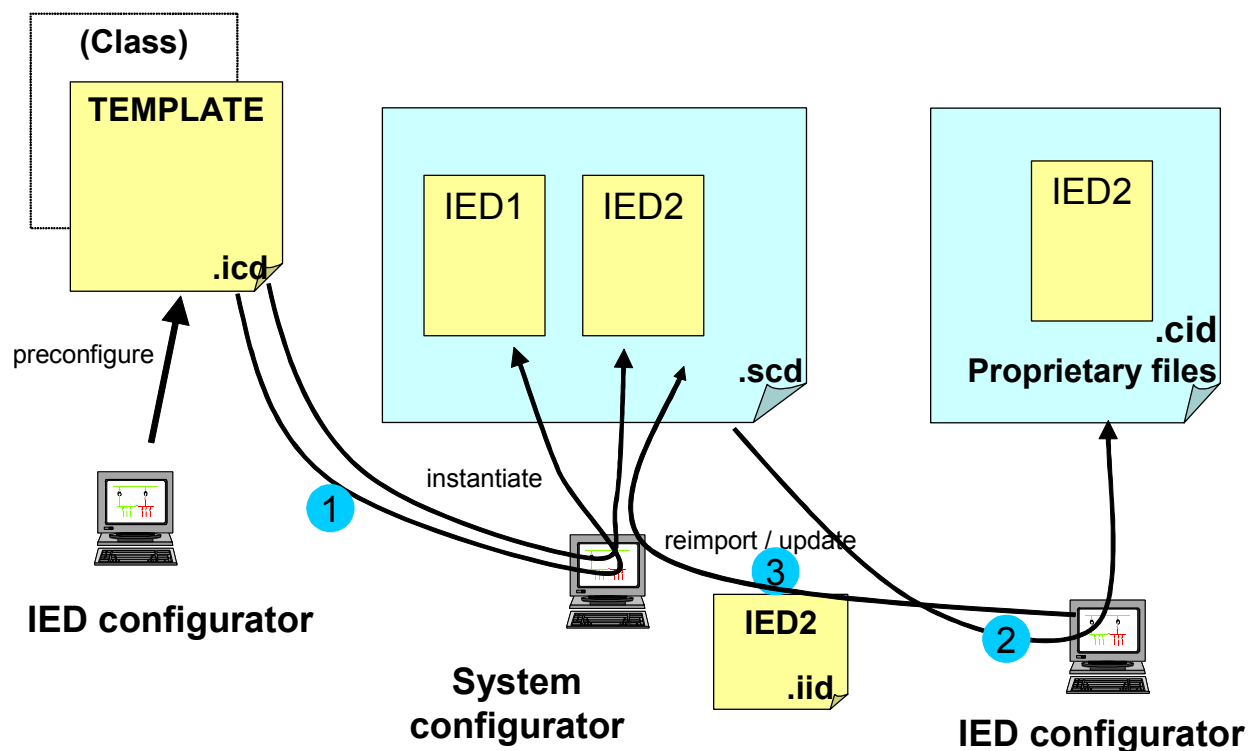 (Class)
TEMPLATE
.icd
preconfigure
IED configurator
1
instantiate
IED1
IED2
.scd
System
configurator
reimport / update
3
IED2
.iid
2
IED2
.cid
Proprietary files
IED configurator